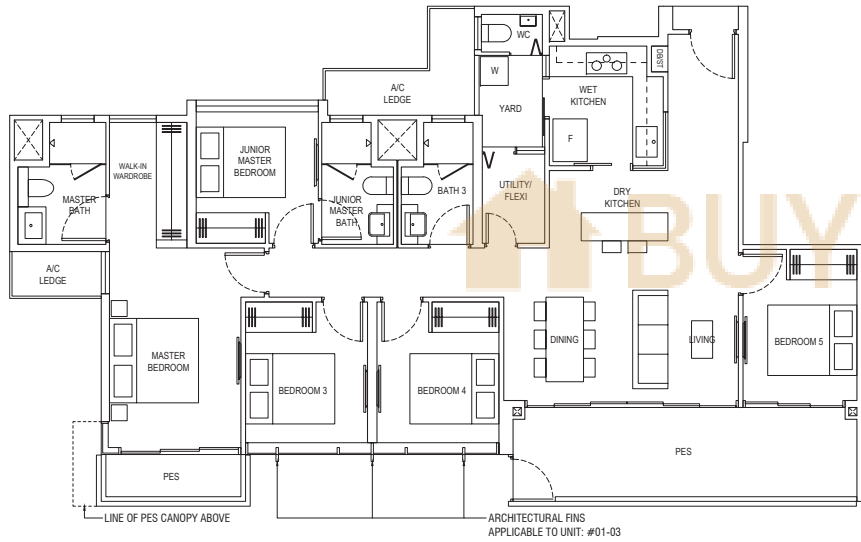 WC
DB/ST
A/C
LEDGE
W
YARD
WET
KITCHEN
F
WALK-IN
WARDROBE
JUNIOR
MASTER
BEDROOM
MASTER
BATH
JUNIOR
MASTER
BATH
BATH 3
UTILITY/
FLEXI
DRY
KITCHEN
BUY
A/C
LEDGE
MASTER
BEDROOM
BEDROOM 3
BEDROOM 4
DINING
LIVING
BEDROOM 5
PES
PES
LINE OF PES CANOPY ABOVE
ARCHITECTURAL FINS
APPLICABLE TO UNIT: #01-03